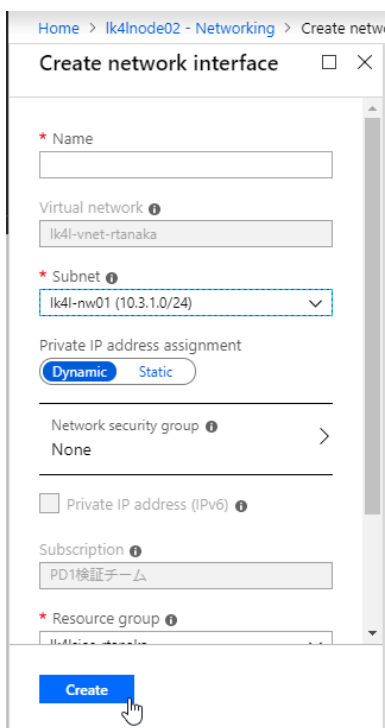 Home > lk4lnode02 - Networking > Create netwo
Create network interface
* Name
Virtual network
lk4l-vnet-rtanaka
* Subnet
lk4l-nw01 (10.3.1.0/24)
Private IP address assignment
Dynamic Static
Network security group
None
Private IP address (IPv6)
Subscription
PD1検証チーム
* Resource group
Create